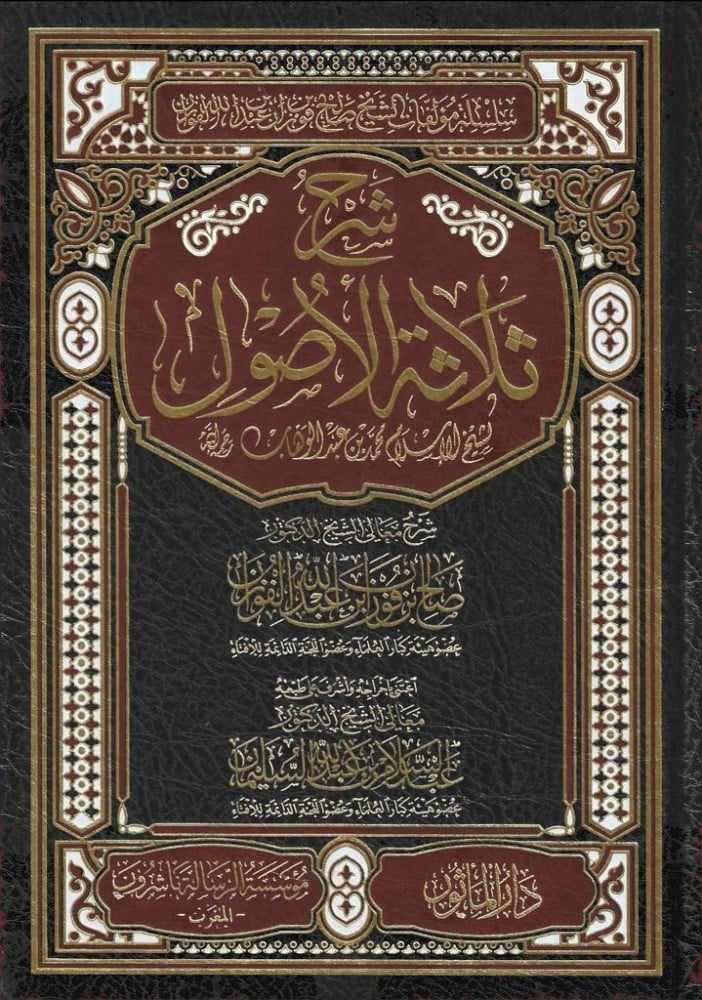 سلسلة مؤلفات الشيخ صالح بن فوزان بن عبد الله الفوزان
شرح
ثلاثة الأصول
لشيخ الإسلام محمد بن عبد الوهاب رحمه الله
شرح معالي الشيخ الدكتور
صالح بن فوزان بن عبد الله الفوزان
عضو هيئة كبار العلماء وعضو اللجنة الدائمة للإفتاء
اعتنى بإخراجه وأشرف على طبعه
معالي الشيخ الدكتور
عبد السلام بن عبد الله السليمان
عضو هيئة كبار العلماء وعضو اللجنة الدائمة للإفتاء
دار المأثور
مؤسسة الرسالة ناشرون